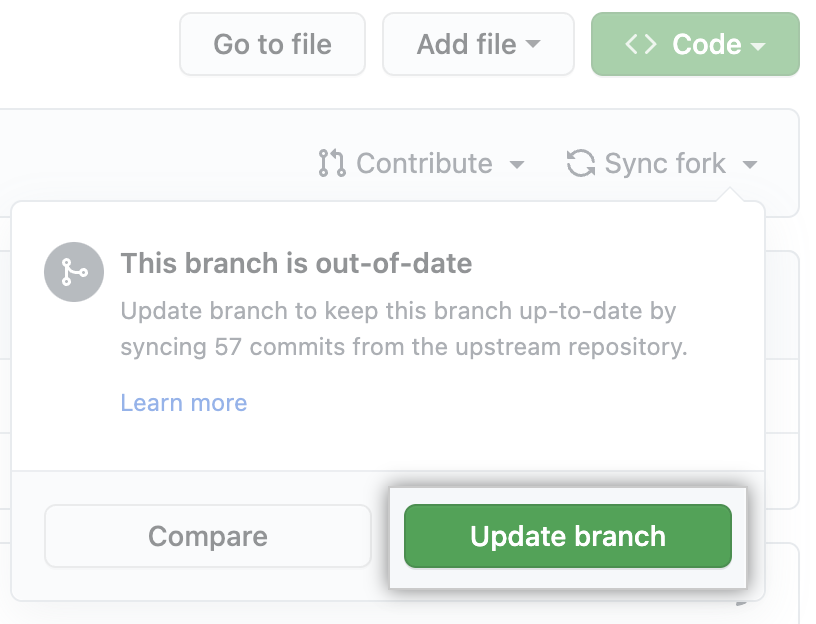 Go to file
Add file
Code
Contribute
Sync fork
This branch is out-of-date
Update branch to keep this branch up-to-date by
syncing 57 commits from the upstream repository.
Learn more
Compare
Update branch